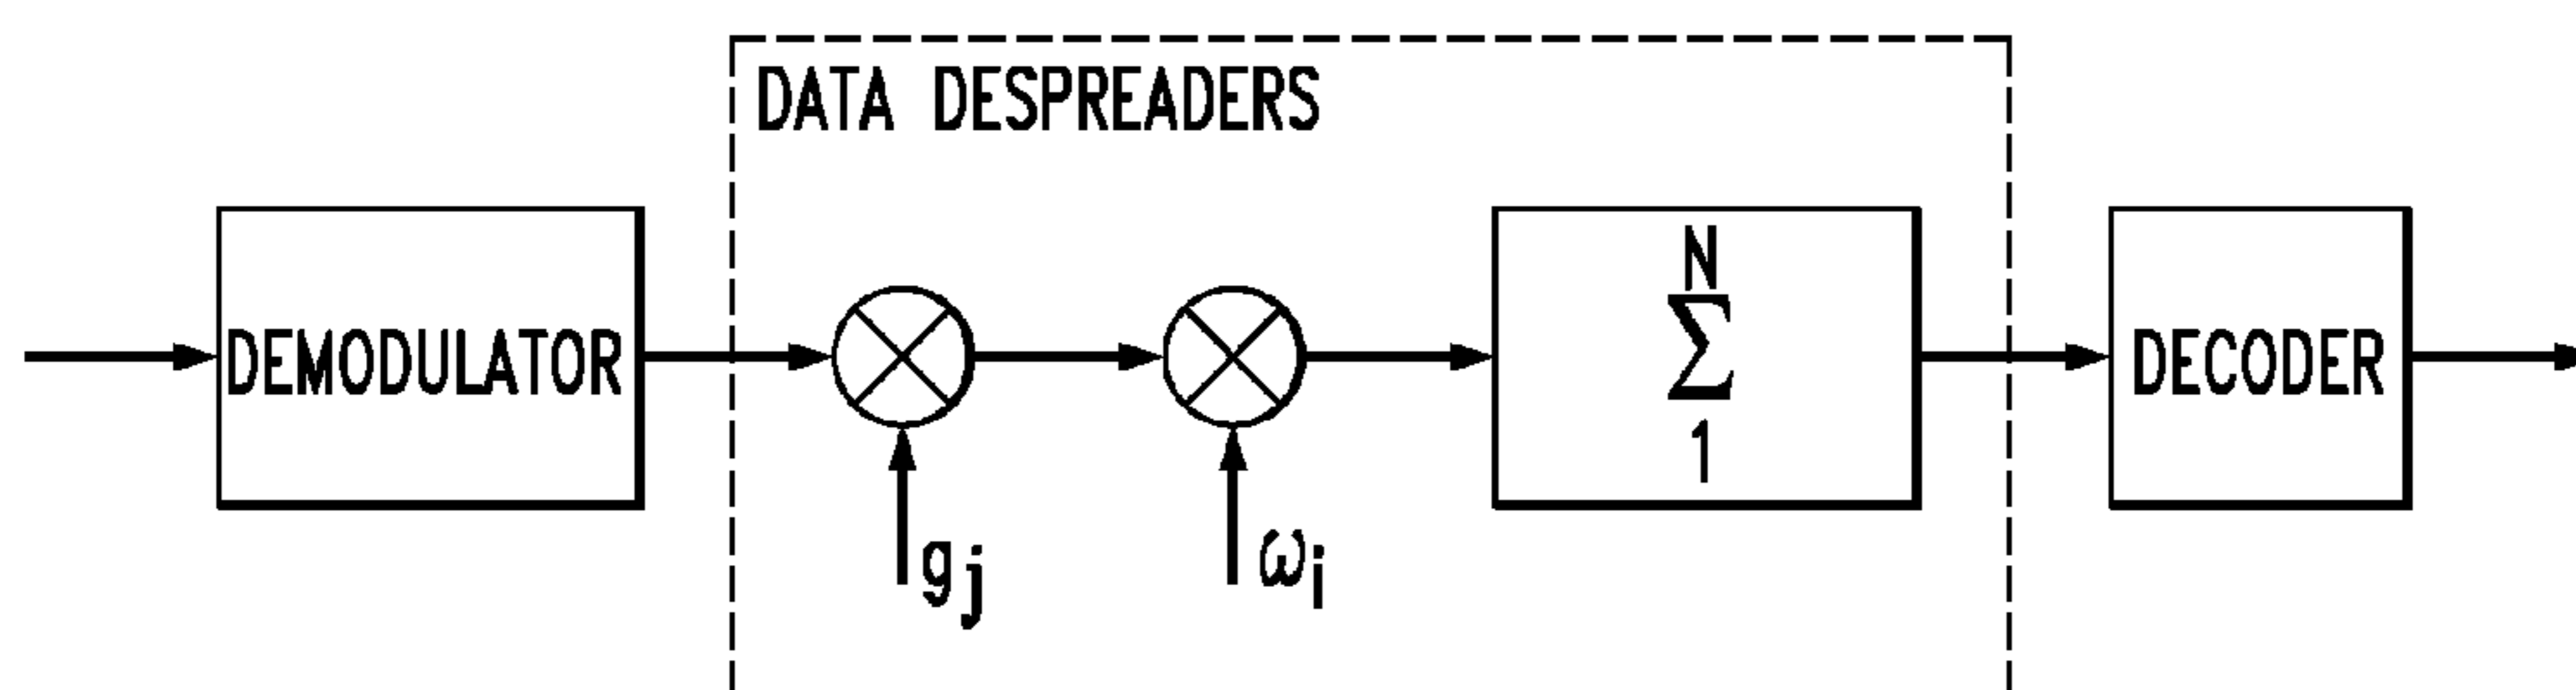 DATA DESPREADERS
DEMODULATOR
N
Σ
1
DECODER
gj
ωi